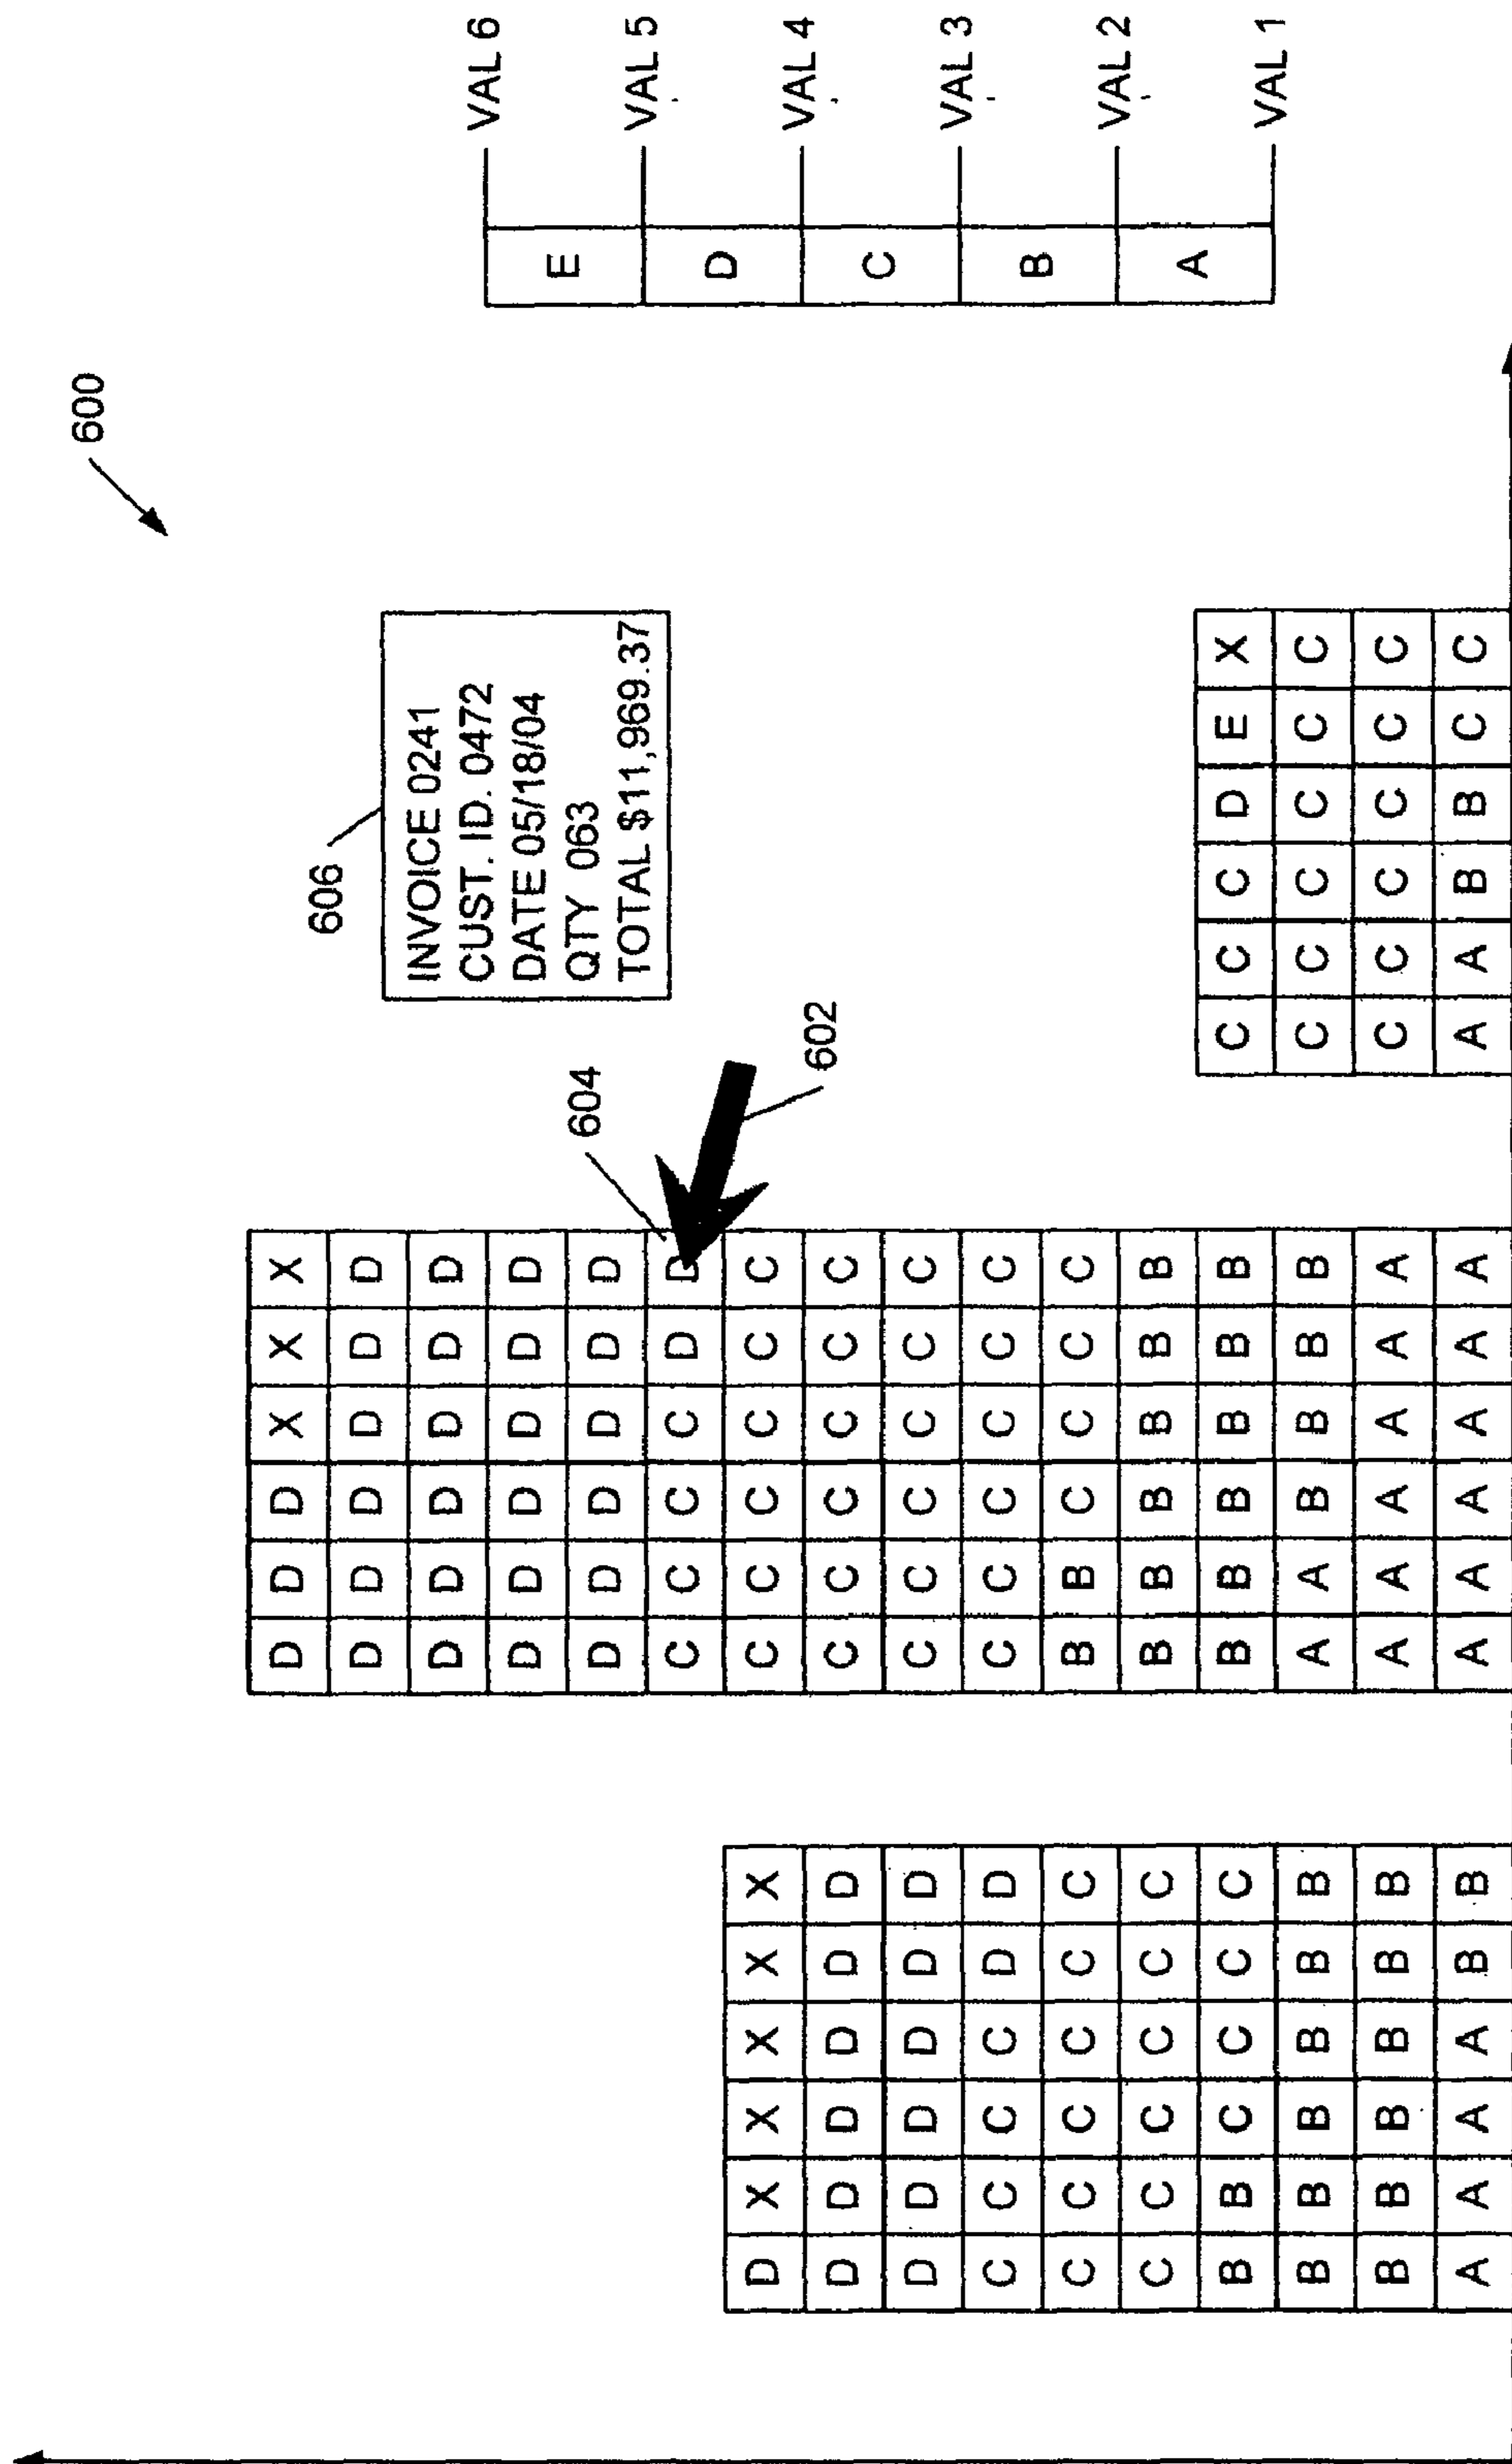 600
606
INVOICE 0241
CUST. ID. 0472
DATE 05/18/04
QTY 063
TOTAL $11,969.37
604
602
D X X X X X
D D D D D D
D D D D D D
C C C C D D
C C C C C C
C C C C C C
B B C C C C
B B B B B B
B B B B B B
A A A A B B
D D D X X X
D D D D D D
D D D D D D
D D D D D D
D D D D D D
C C C C D D
C C C C C C
C C C C C C
C C C C C C
C C C C C C
B B C C C C
B B B B B B
B B B B B B
A A B B B B
A A A A A A
A A A A A A
C C C D E X
C C C C C C
C C C C C C
A A B B C C
VAL 6
E
VAL 5
D
VAL 4
C
VAL 3
B
VAL 2
A
VAL 1